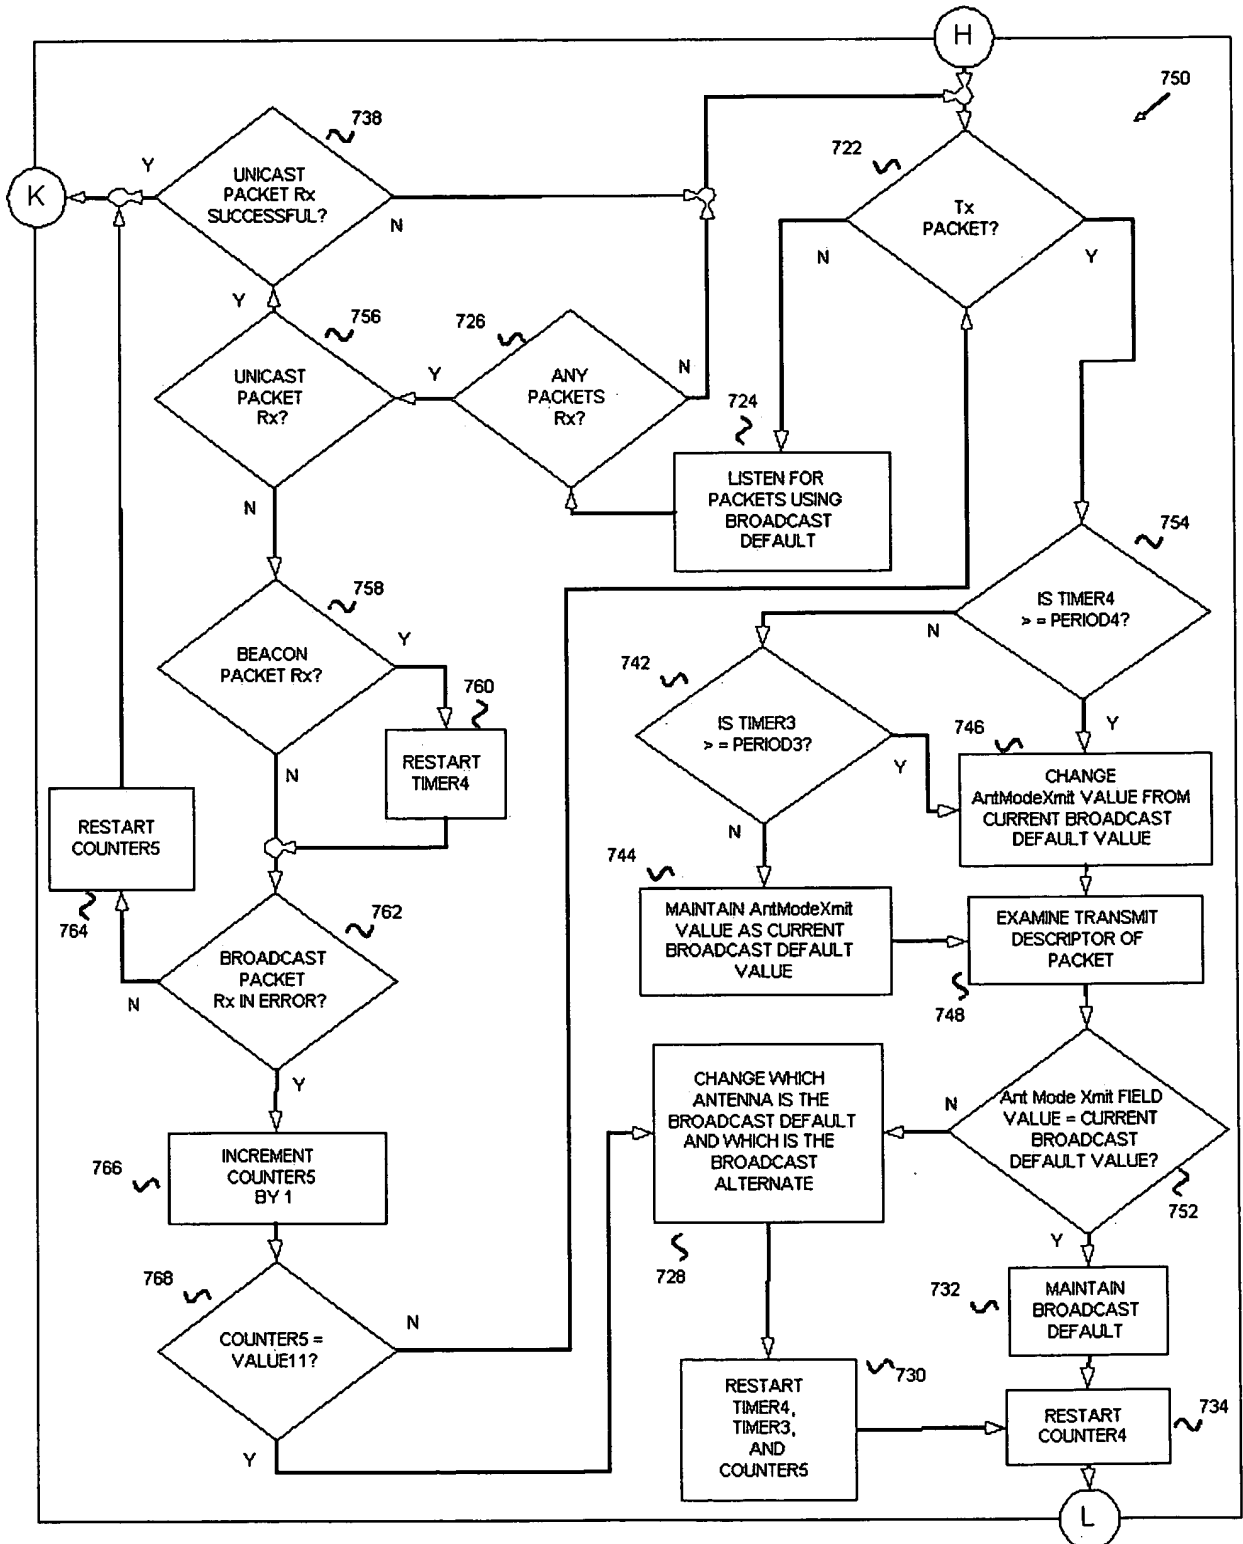 H
750
738
722
Y
UNICAST
PACKET Rx
SUCCESSFUL?
K
N
Tx
PACKET?
N
Y
Y
756
726
UNICAST
PACKET
Rx?
Y
ANY
PACKETS
Rx?
N
724
LISTEN FOR
PACKETS USING
BROADCAST
DEFAULT
N
754
IS TIMER4
> = PERIOD4?
N
Y
758
BEACON
PACKET Rx?
Y
N
742
IS TIMER3
> = PERIOD3?
Y
N
760
RESTART
TIMER4
746
CHANGE
AntModeXmit VALUE FROM
CURRENT BROADCAST
DEFAULT VALUE
RESTART
COUNTER5
764
744
MAINTAIN AntModeXmit
VALUE AS CURRENT
BROADCAST DEFAULT
VALUE
EXAMINE TRANSMIT
DESCRIPTOR OF
PACKET
748
762
BROADCAST
PACKET
Rx IN ERROR?
N
Y
CHANGE WHICH
ANTENNA IS THE
BROADCAST DEFAULT
AND WHICH IS THE
BROADCAST
ALTERNATE
728
N
Ant Mode Xmit FIELD
VALUE = CURRENT
BROADCAST
DEFAULT VALUE?
752
Y
766
INCREMENT
COUNTER5
BY 1
768
COUNTER5 =
VALUE11?
N
Y
732
MAINTAIN
BROADCAST
DEFAULT
730
RESTART
TIMER4,
TIMER3,
AND
COUNTER5
RESTART
COUNTER4
734
L